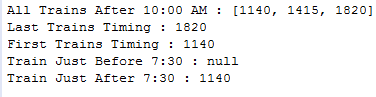 All Trains After 10:00 AM : [1140, 1415, 1820]
Last Trains Timing : 1820
First Trains Timing : 1140
Train Just Before 7:30 : null
Train Just After 7:30 : 1140